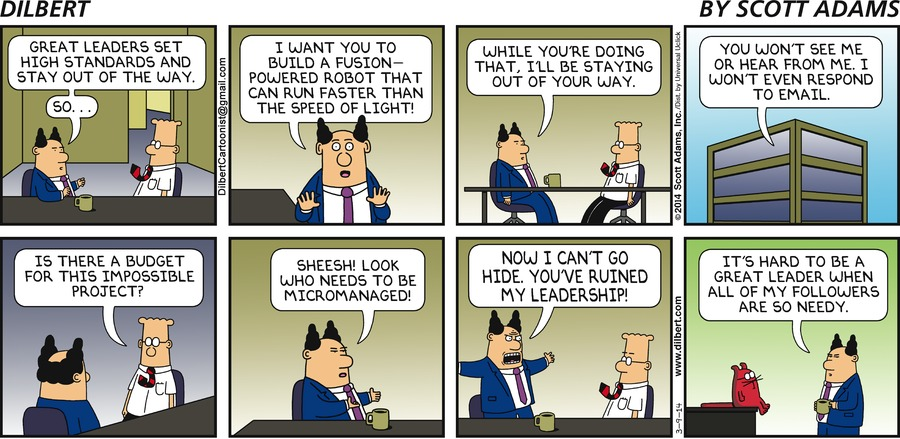 DILBERT
BY SCOTT ADAMS
GREAT LEADERS SET
HIGH STANDARDS AND
STAY OUT OF THE WAY.
SO...
DilbertCartoonist@gmail.com
I WANT YOU TO
BUILD A FUSION-
POWERED ROBOT THAT
CAN RUN FASTER THAN
THE SPEED OF LIGHT!
WHILE YOU'RE DOING
THAT, I'LL BE STAYING
OUT OF YOUR WAY.
©2014 Scott Adams, Inc. /Dist. by Universal Uclick
YOU WON'T SEE ME
OR HEAR FROM ME. I
WON'T EVEN RESPOND
TO EMAIL.
IS THERE A BUDGET
FOR THIS IMPOSSIBLE
PROJECT?
SHEESH! LOOK
WHO NEEDS TO BE
MICROMANAGED!
NOW I CAN'T GO
HIDE. YOU'VE RUINED
MY LEADERSHIP!
3-9-14 www.dilbert.com
IT'S HARD TO BE A
GREAT LEADER WHEN
ALL OF MY FOLLOWERS
ARE SO NEEDY.